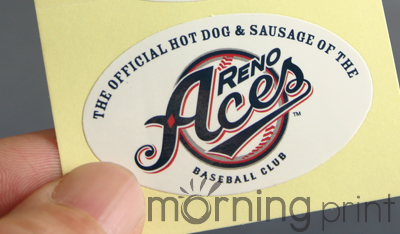 THE OFFICIAL HOT DOG & SAUSAGE OF THE
RENO
Aces
TM
BASEBALL CLUB
morning print